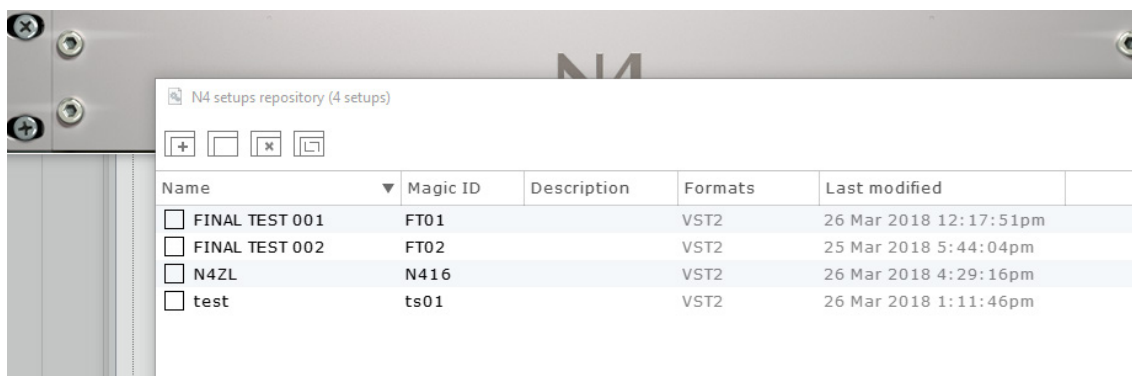 N4
N4 setups repository (4 setups)
Name ▼ Magic ID Description Formats Last modified
FINAL TEST 001 FT01 VST2 26 Mar 2018 12:17:51pm
FINAL TEST 002 FT02 VST2 25 Mar 2018 5:44:04pm
N4ZL N416 VST2 26 Mar 2018 4:29:16pm
test ts01 VST2 26 Mar 2018 1:11:46pm